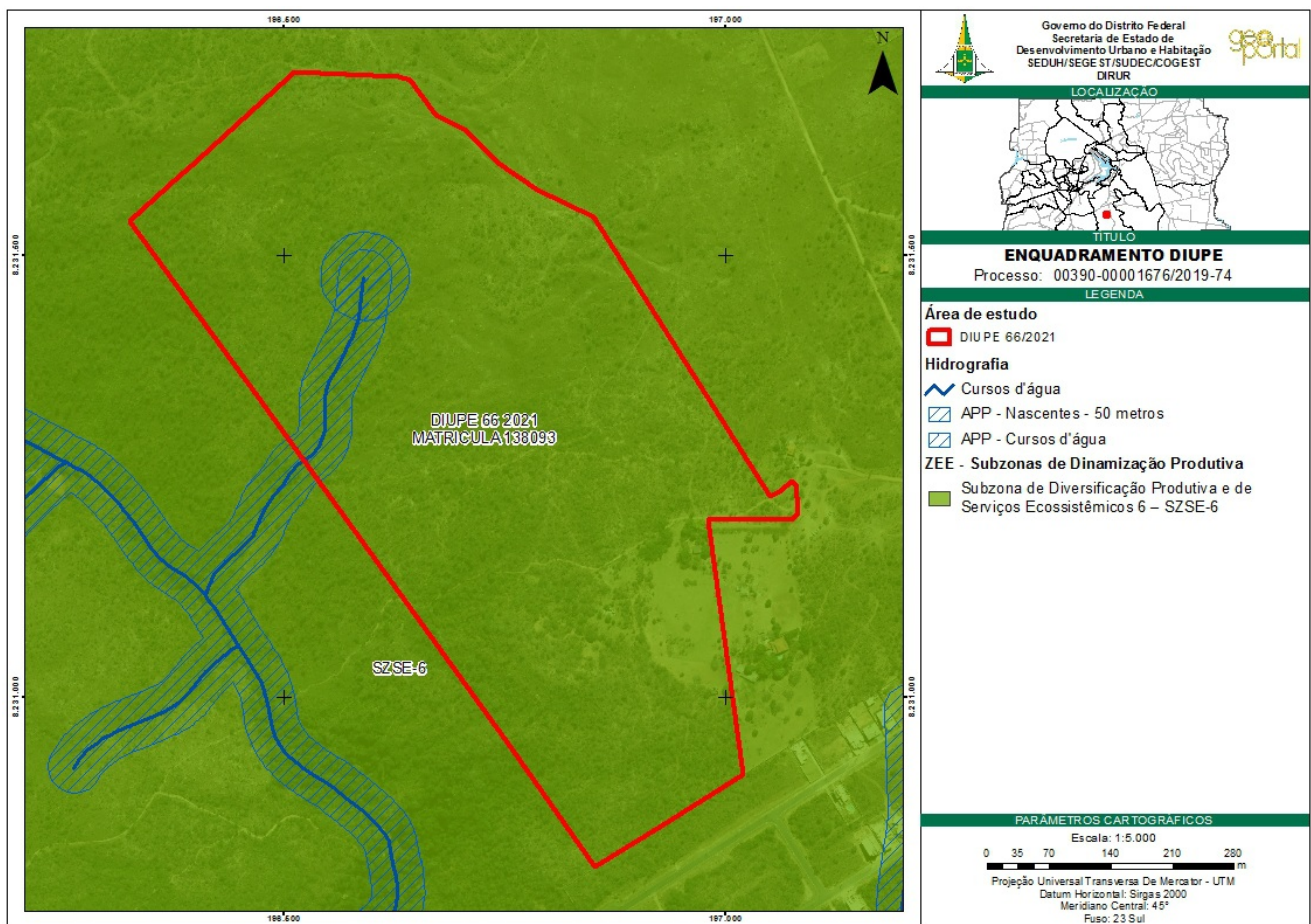 196.500
197.000
8.231.500
8.231.500
N
DIUPE 66 2021
MATRICULA 138093
SZSE-6
8.231.000
8.231.000
196.500
197.000
Governo do Distrito Federal
Secretaria de Estado de
Desenvolvimento Urbano e Habitação
SEDUH/SEGEST/SUDEC/COGEST
DIRUR
geo
portal
LOCALIZAÇÃO
TÍTULO
ENQUADRAMENTO DIUPE
Processo: 00390-00001676/2019-74
LEGENDA
Área de estudo
DIUPE 66/2021
Hidrografia
Cursos d'água
APP - Nascentes - 50 metros
APP - Cursos d'água
ZEE - Subzonas de Dinamização Produtiva
Subzona de Diversificação Produtiva e de
Serviços Ecossistêmicos 6 – SZSE-6
PARÂMETROS CARTOGRÁFICOS
Escala: 1:5.000
0 35 70 140 210 280
m
Projeção Universal Transversa De Mercator - UTM
Datum Horizontal: Sirgas 2000
Meridiano Central: 45°
Fuso: 23 Sul